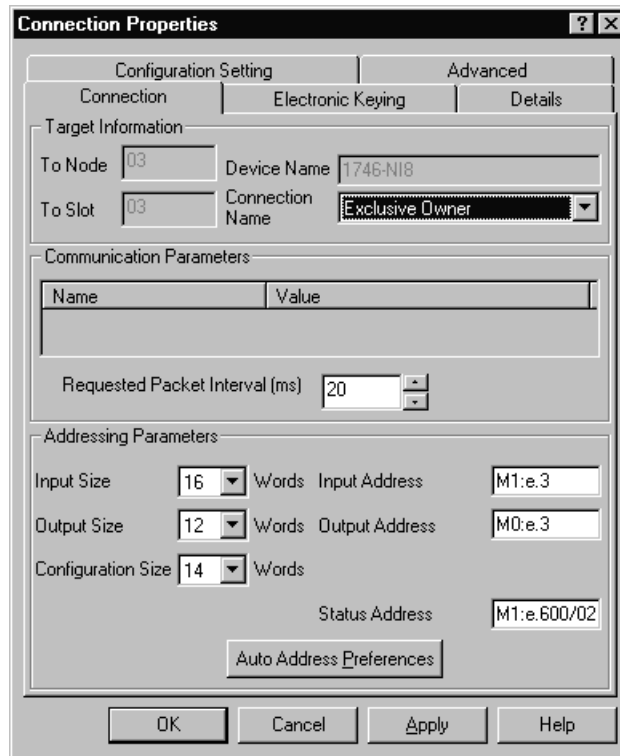 Connection Properties
Configuration Setting Advanced
Connection Electronic Keying Details
Target Information
To Node 03 Device Name 1746-NI8
To Slot 03 Connection Name Exclusive Owner
Communication Parameters
Name Value
Requested Packet Interval (ms) 20
Addressing Parameters
Input Size 16 Words Input Address M1:e.3
Output Size 12 Words Output Address M0:e.3
Configuration Size 14 Words
Status Address M1:e.600/02
Auto Address Preferences
OK Cancel Apply Help